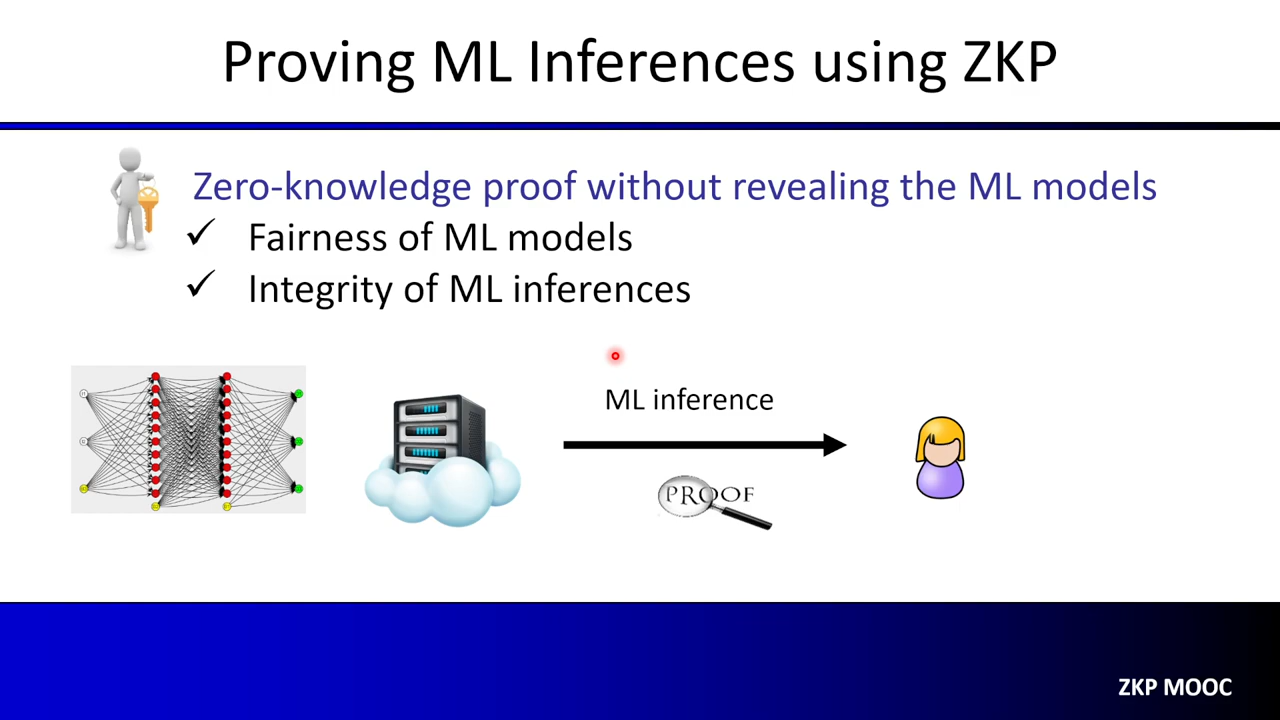 Proving ML Inferences using ZKP
Zero-knowledge proof without revealing the ML models
✓ Fairness of ML models
✓ Integrity of ML inferences
ML inference
PROOF
ZKP MOOC